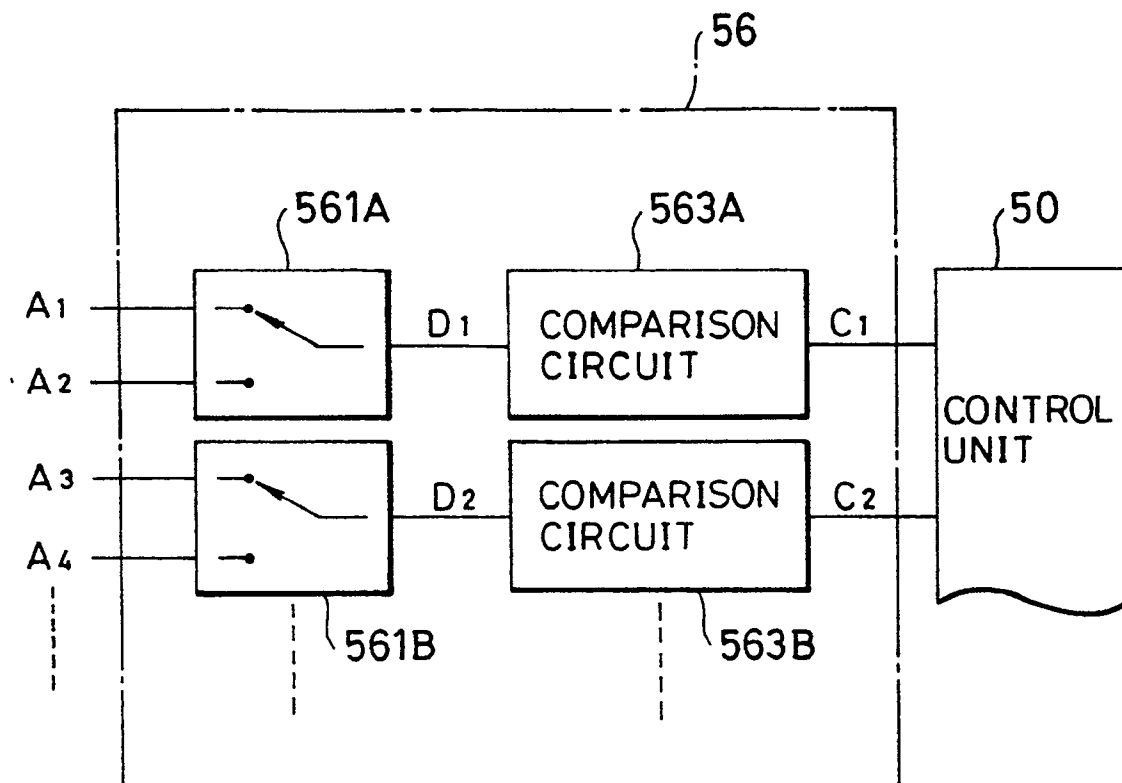 56
561A
563A
50
A1
D1
COMPARISON
CIRCUIT
C1
A2
CONTROL
UNIT
A3
D2
COMPARISON
CIRCUIT
C2
A4
561B
563B